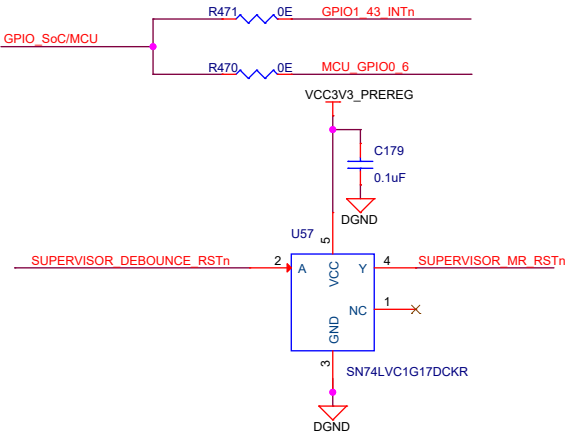 R471 0E GPIO1_43_INTn
GPIO_SoC/MCU
R470 0E MCU_GPIO0_6
VCC3V3_PREREG
C179
0.1uF
DGND
U57
5
SUPERVISOR_DEBOUNCE_RSTn 2 A VCC Y 4 SUPERVISOR_MR_RSTn
NC 1
GND
3
SN74LVC1G17DCKR
DGND